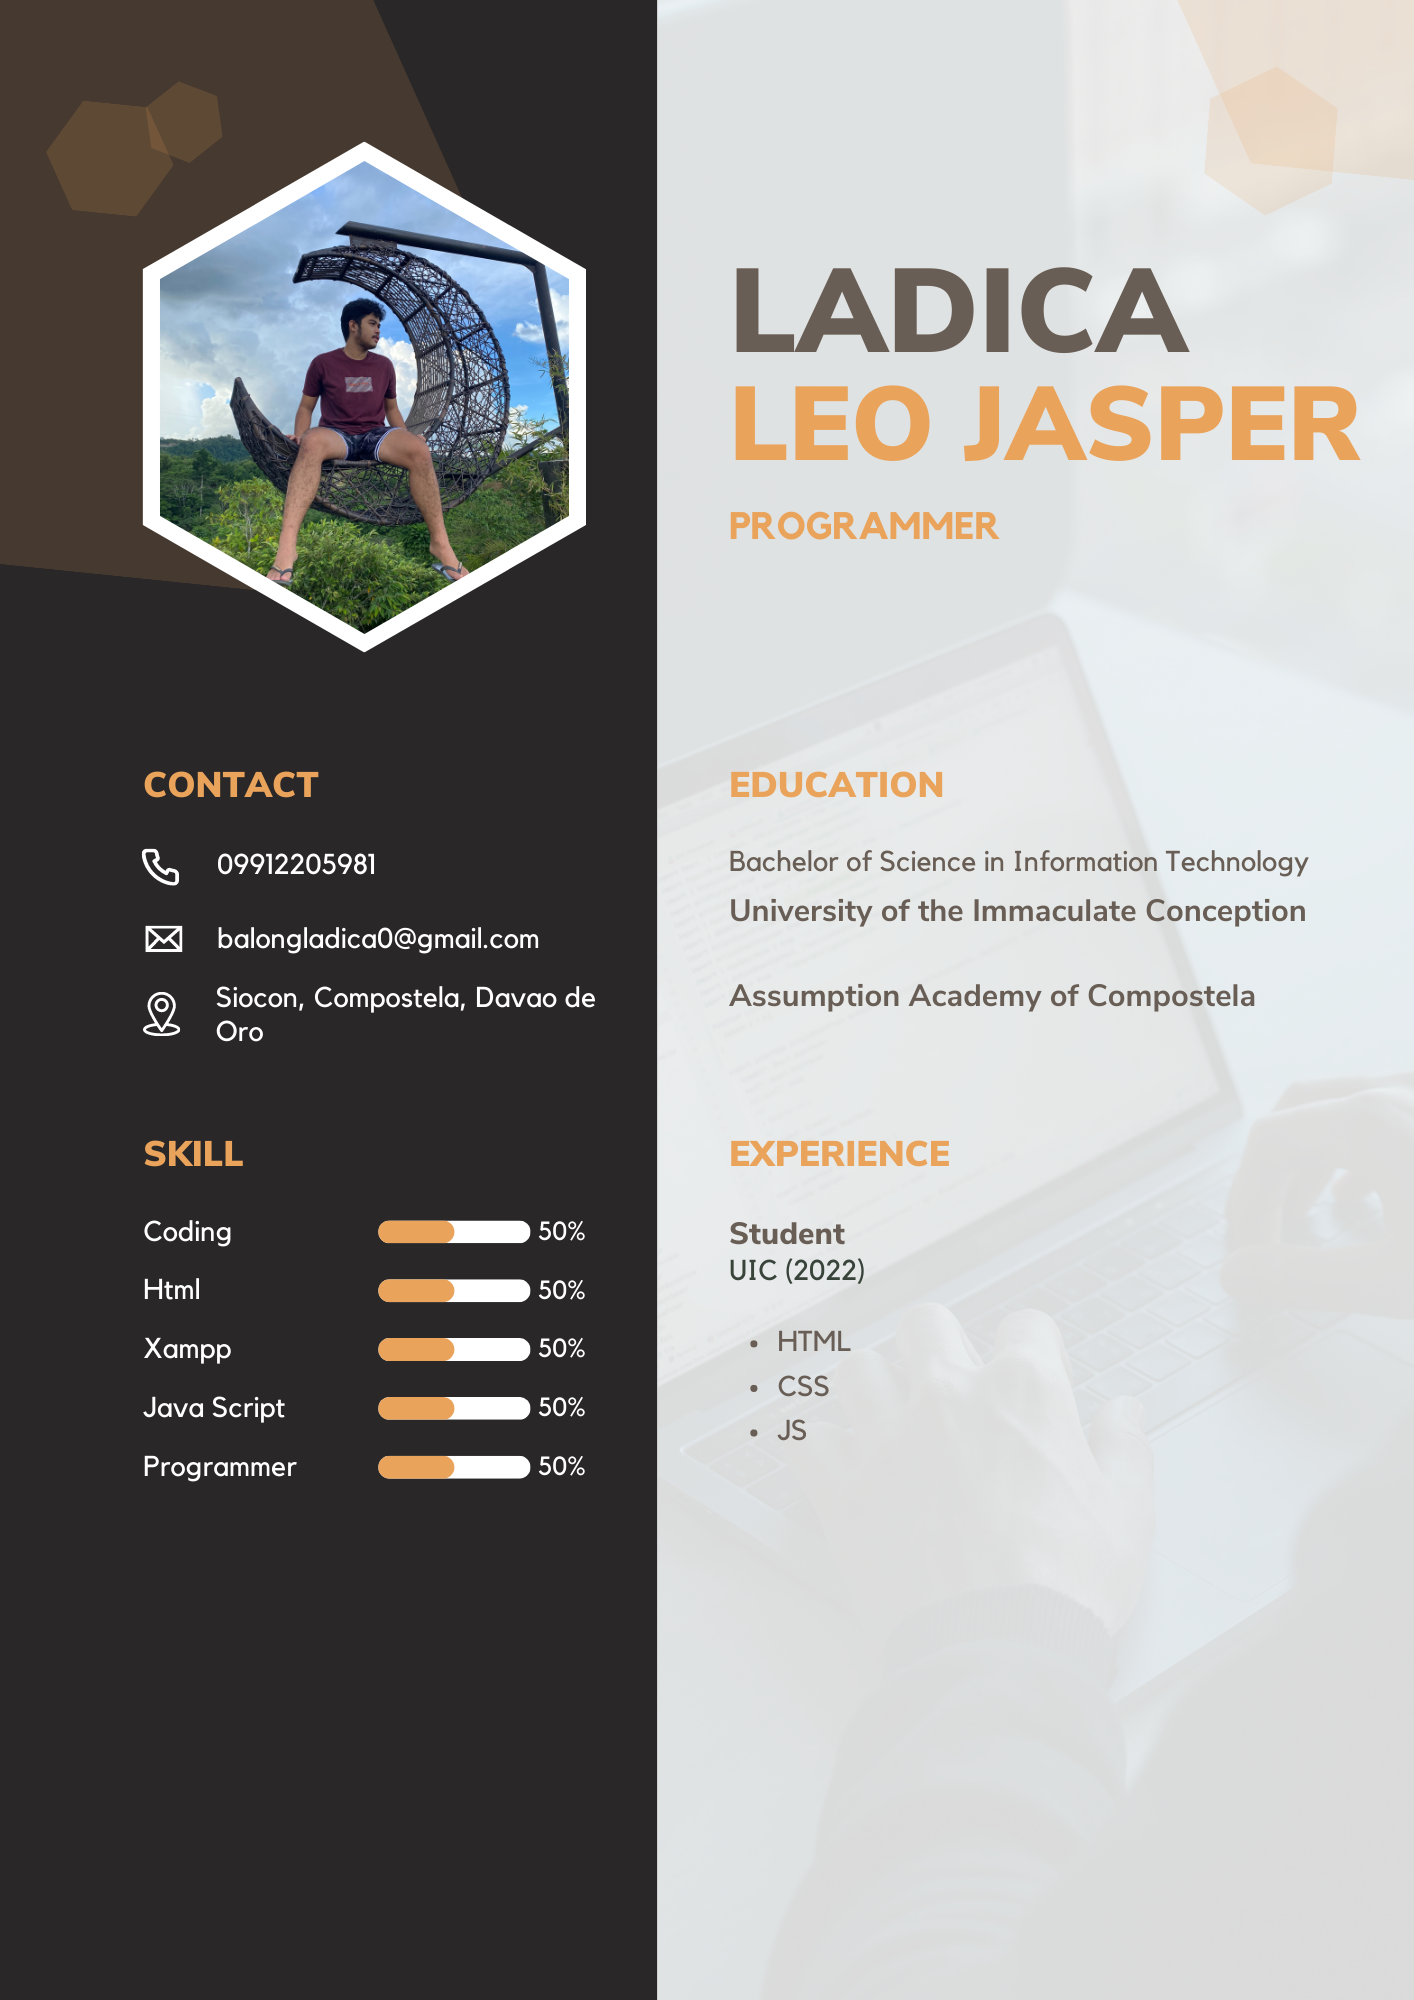 LADICA
LEO JASPER
PROGRAMMER
CONTACT
09912205981
balongladica0@gmail.com
Siocon, Compostela, Davao de
Oro
SKILL
Coding 50%
Html 50%
Xampp 50%
Java Script 50%
Programmer 50%
EDUCATION
Bachelor of Science in Information Technology
University of the Immaculate Conception
Assumption Academy of Compostela
EXPERIENCE
Student
UIC (2022)
• HTML
• CSS
• JS